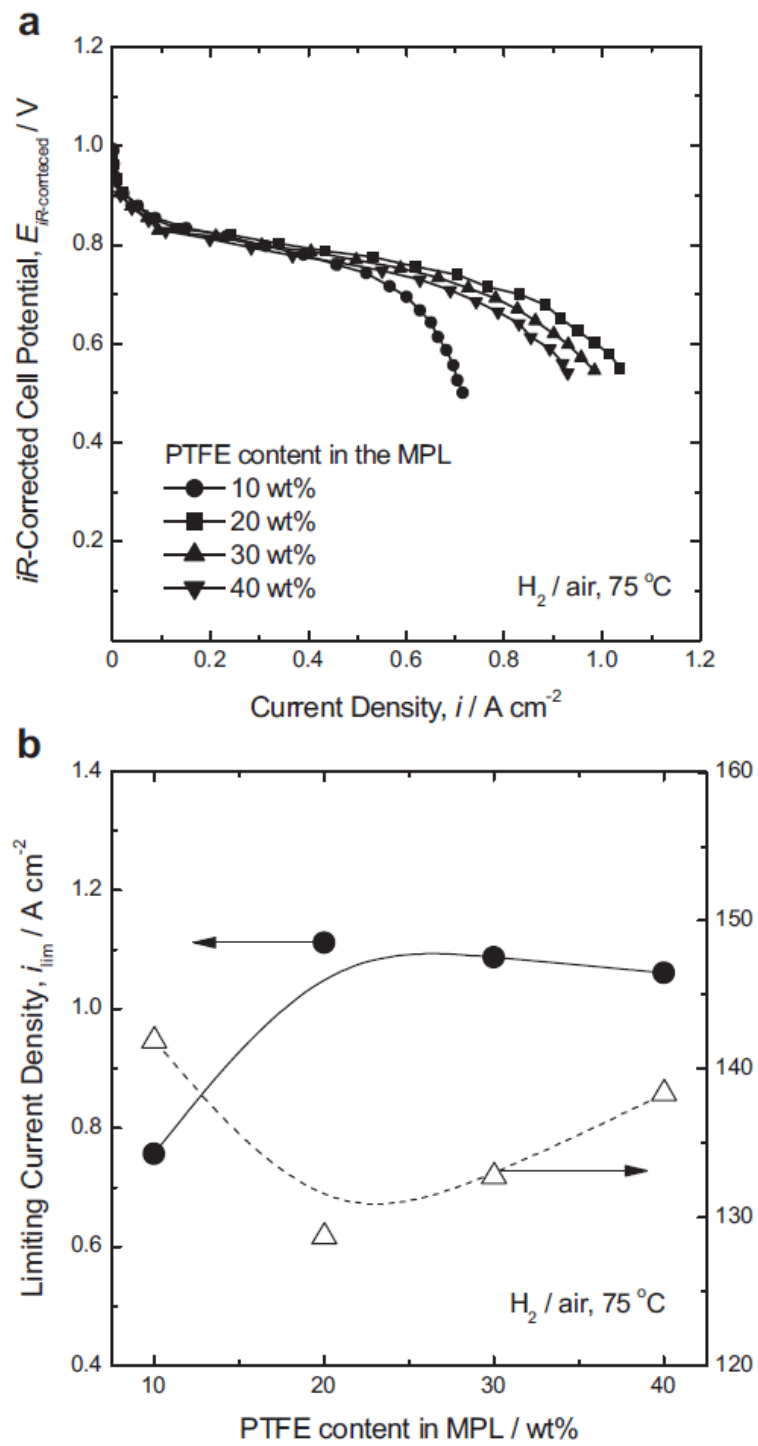 a
1.2
1.0
0.8
0.6
0.4
0.2
iR-Corrected Cell Potential, E iR-corrteced / V
PTFE content in the MPL
10 wt%
20 wt%
30 wt%
40 wt%
H2 / air, 75 °C
0 0.2 0.4 0.6 0.8 1.0 1.2
Current Density, i / A cm-2
b
1.4
1.2
1.0
0.8
0.6
0.4
Limiting Current Density, ilim / A cm-2
160
150
140
130
120
H2 / air, 75 °C
10 20 30 40
PTFE content in MPL / wt%